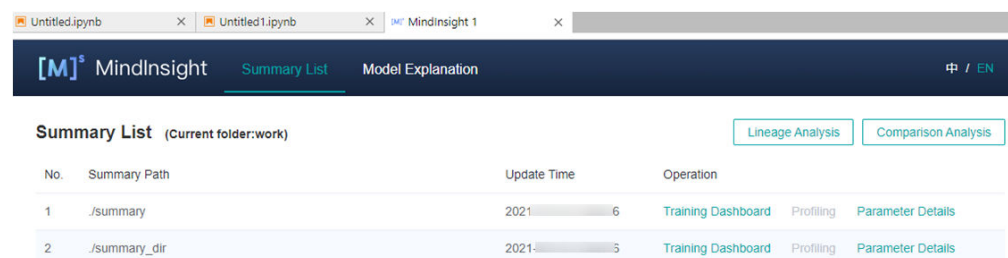 Untitled.ipynb × Untitled1.ipynb × [M]ˢ MindInsight 1 ×
[M]ˢ MindInsight Summary List Model Explanation 中 / EN
Summary List (Current folder:work) Lineage Analysis Comparison Analysis
No. Summary Path Update Time Operation
1 ./summary 2021 6 Training Dashboard Profiling Parameter Details
2 ./summary_dir 2021- Training Dashboard Profiling Parameter Details